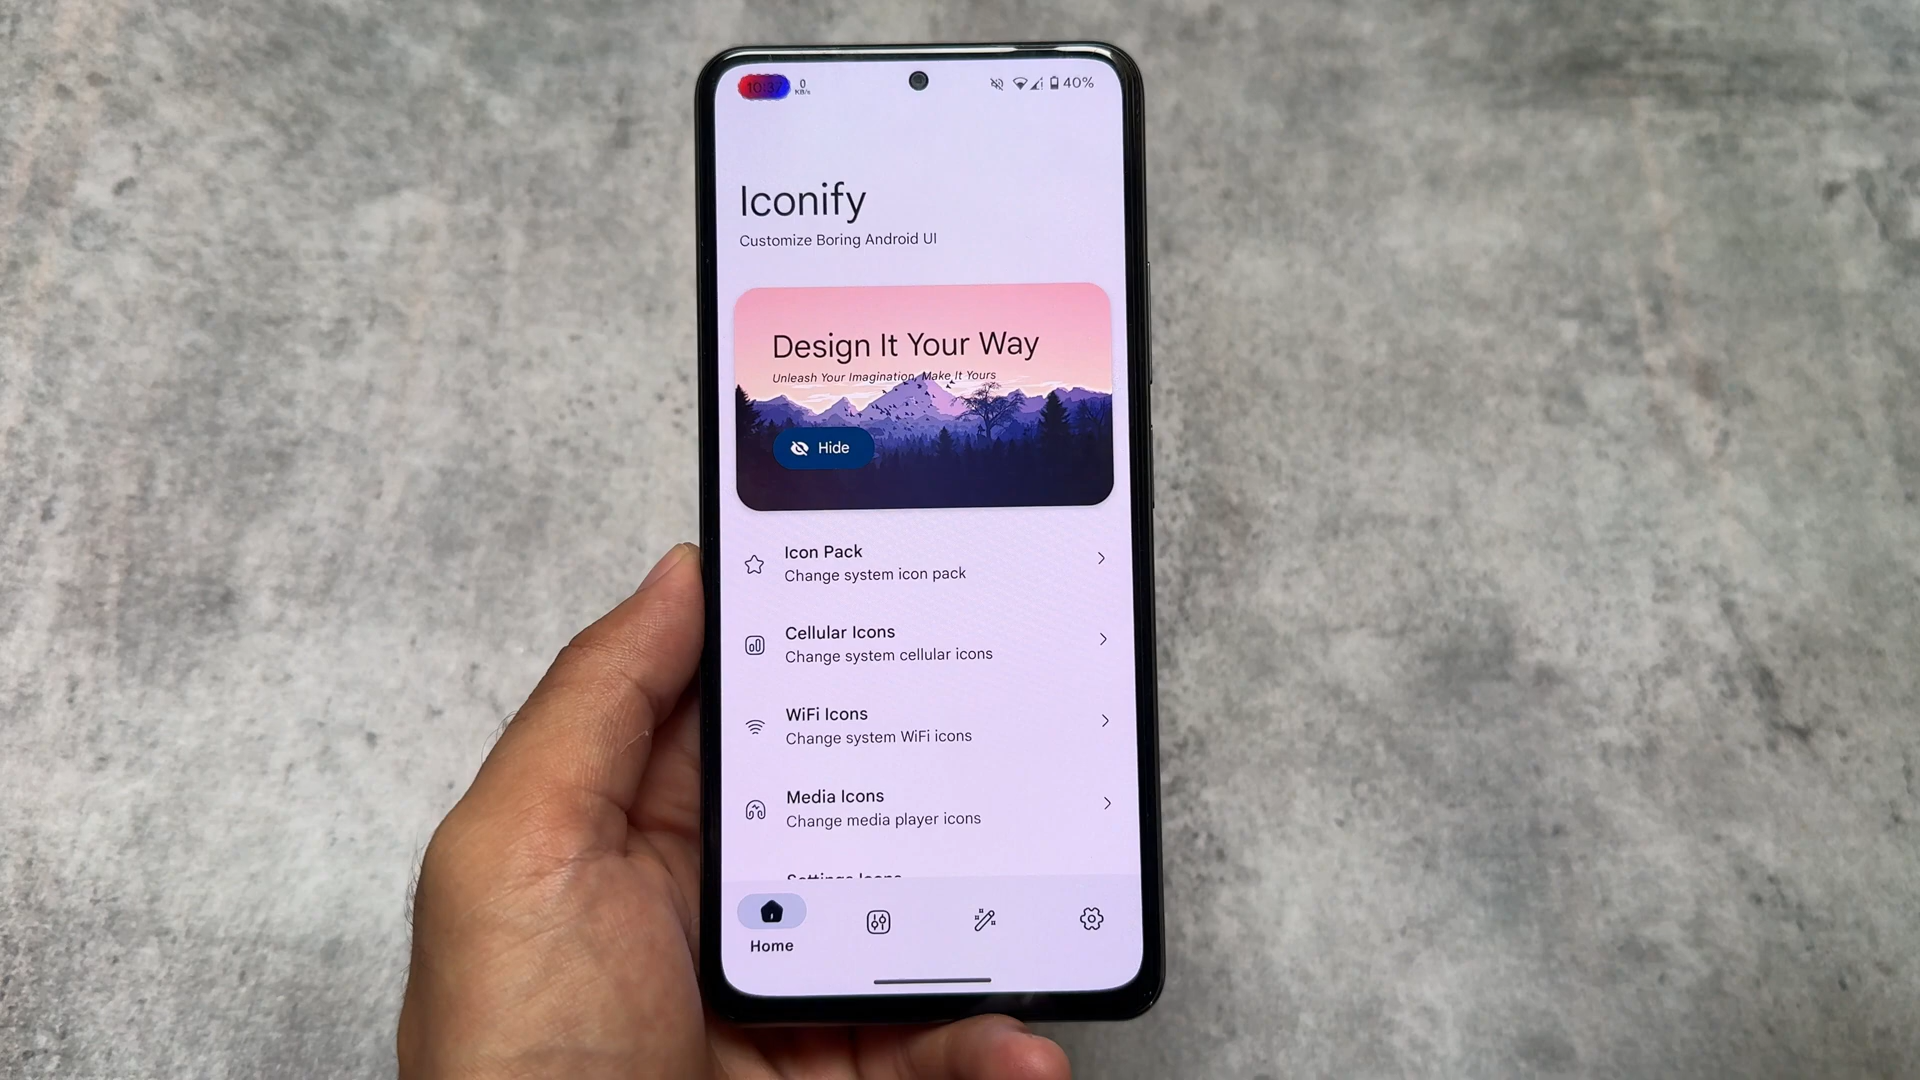 10:37 0 KB/s 40%
Iconify
Customize Boring Android UI
Design It Your Way
Unleash Your Imagination, Make It Yours
Hide
Icon Pack
Change system icon pack
Cellular Icons
Change system cellular icons
WiFi Icons
Change system WiFi icons
Media Icons
Change media player icons
Settings Icons
Home